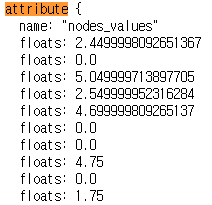 attribute {
  name: "nodes_values"
  floats: 2.4499998092651367
  floats: 0.0
  floats: 5.049999713897705
  floats: 2.549999952316284
  floats: 4.699999809265137
  floats: 0.0
  floats: 0.0
  floats: 4.75
  floats: 0.0
  floats: 1.75